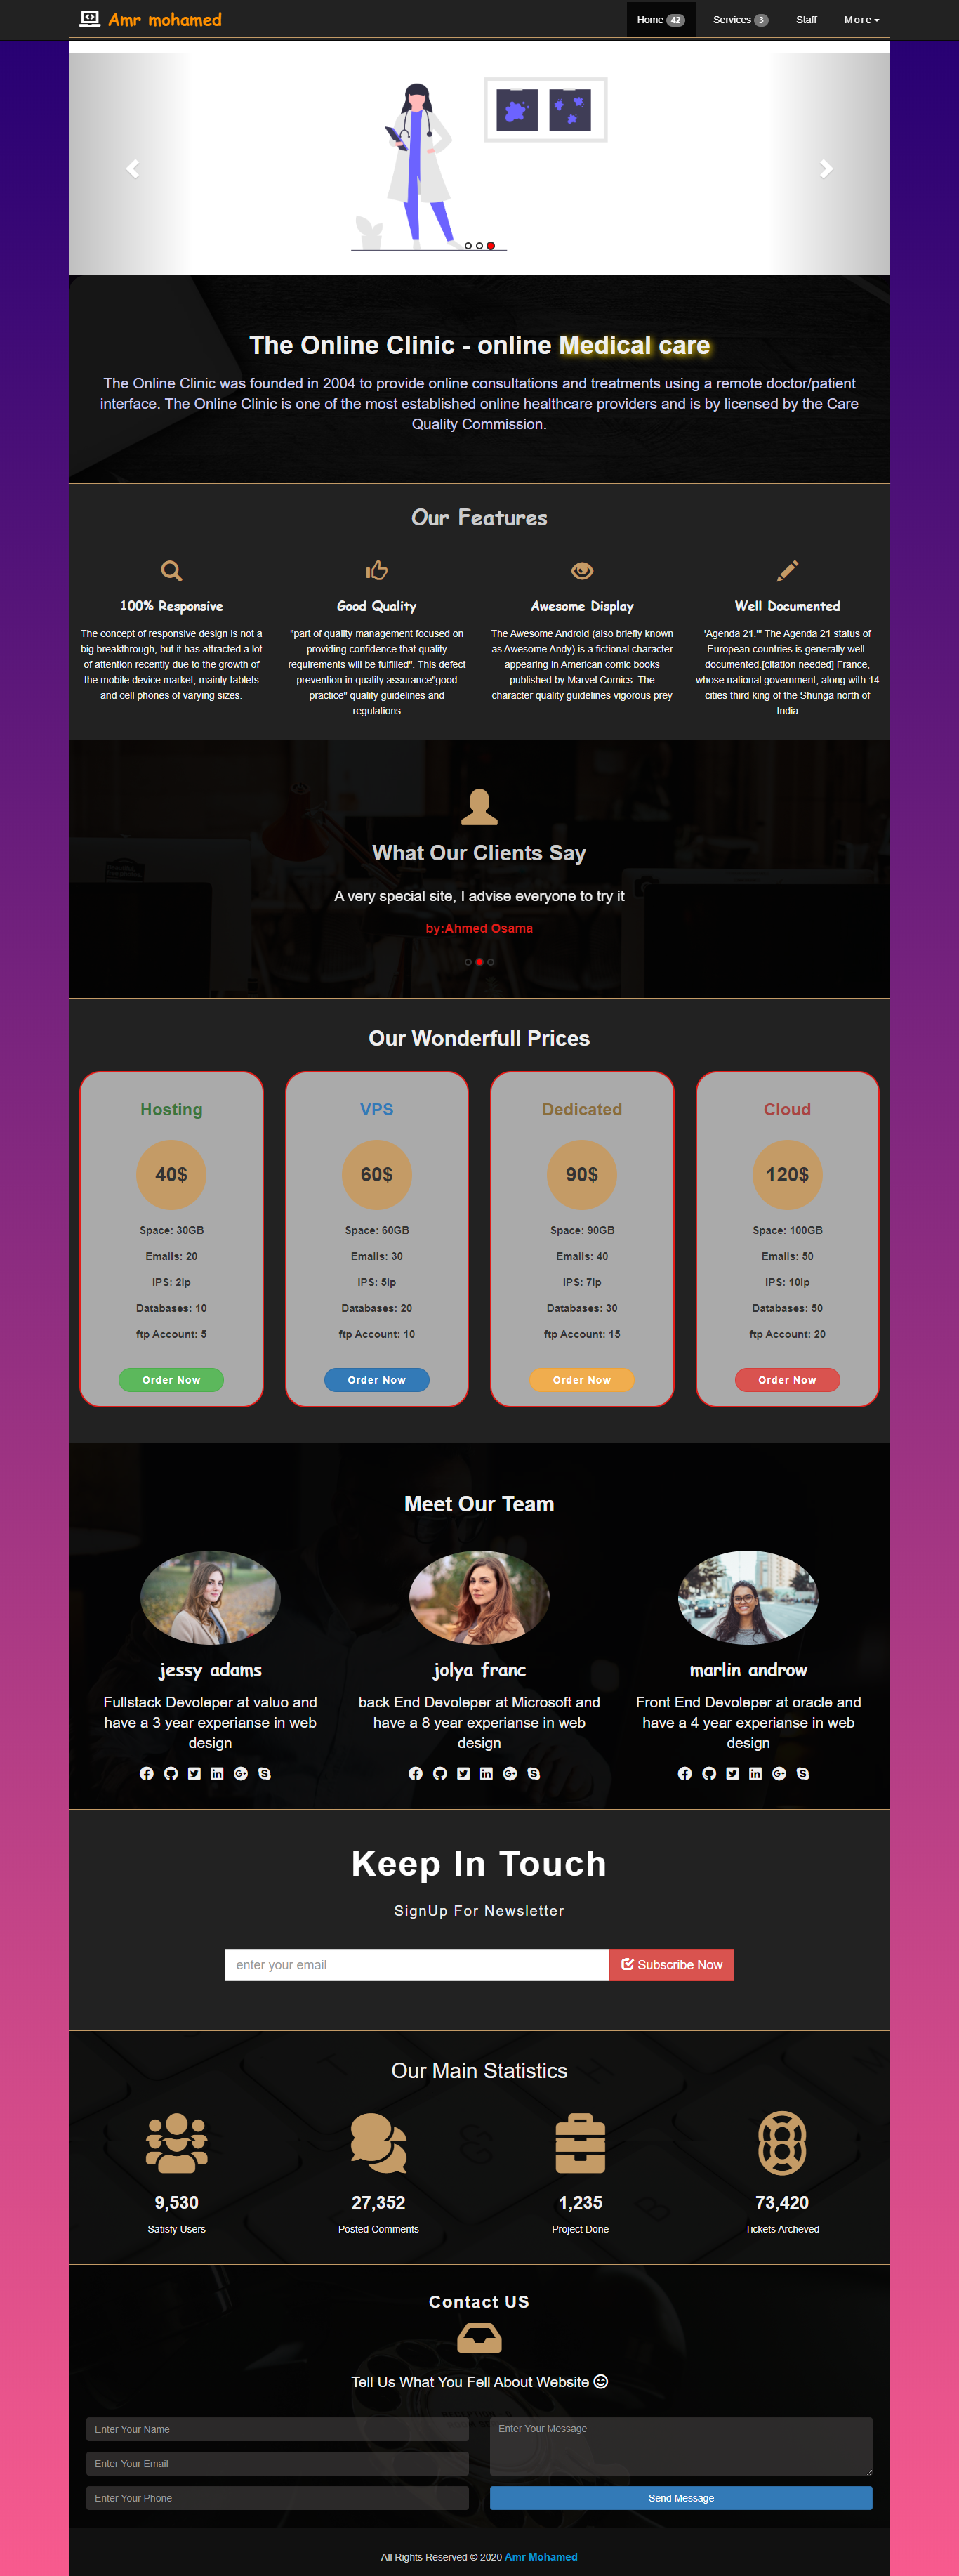 Amr mohamed
Home 42 Services 3 Staff More
The Online Clinic - online Medical care
The Online Clinic was founded in 2004 to provide online consultations and treatments using a remote doctor/patient
interface. The Online Clinic is one of the most established online healthcare providers and is by licensed by the Care
Quality Commission.
Our Features
100% Responsive
The concept of responsive design is not a
big breakthrough, but it has attracted a lot
of attention recently due to the growth of
the mobile device market, mainly tablets
and cell phones of varying sizes.
Good Quality
"part of quality management focused on
providing confidence that quality
requirements will be fulfilled". This defect
prevention in quality assurance"good
practice" quality guidelines and
regulations
Awesome Display
The Awesome Android (also briefly known
as Awesome Andy) is a fictional character
appearing in American comic books
published by Marvel Comics. The
character quality guidelines vigorous prey
Well Documented
'Agenda 21.'" The Agenda 21 status of
European countries is generally well-
documented.[citation needed] France,
whose national government, along with 14
cities third king of the Shunga north of
India
What Our Clients Say
A very special site, I advise everyone to try it
by:Ahmed Osama
Our Wonderfull Prices
Hosting
40$
Space: 30GB
Emails: 20
IPS: 2ip
Databases: 10
ftp Account: 5
Order Now
VPS
60$
Space: 60GB
Emails: 30
IPS: 5ip
Databases: 20
ftp Account: 10
Order Now
Dedicated
90$
Space: 90GB
Emails: 40
IPS: 7ip
Databases: 30
ftp Account: 15
Order Now
Cloud
120$
Space: 100GB
Emails: 50
IPS: 10ip
Databases: 50
ftp Account: 20
Order Now
Meet Our Team
jessy adams
Fullstack Devoleper at valuo and
have a 3 year experianse in web
design
jolya franc
back End Devoleper at Microsoft and
have a 8 year experianse in web
design
marlin androw
Front End Devoleper at oracle and
have a 4 year experianse in web
design
Keep In Touch
SignUp For Newsletter
enter your email
Subscribe Now
Our Main Statistics
9,530
Satisfy Users
27,352
Posted Comments
1,235
Project Done
73,420
Tickets Archeved
Contact US
Tell Us What You Fell About Website
Enter Your Name
Enter Your Email
Enter Your Phone
Enter Your Message
Send Message
All Rights Reserved © 2020 Amr Mohamed